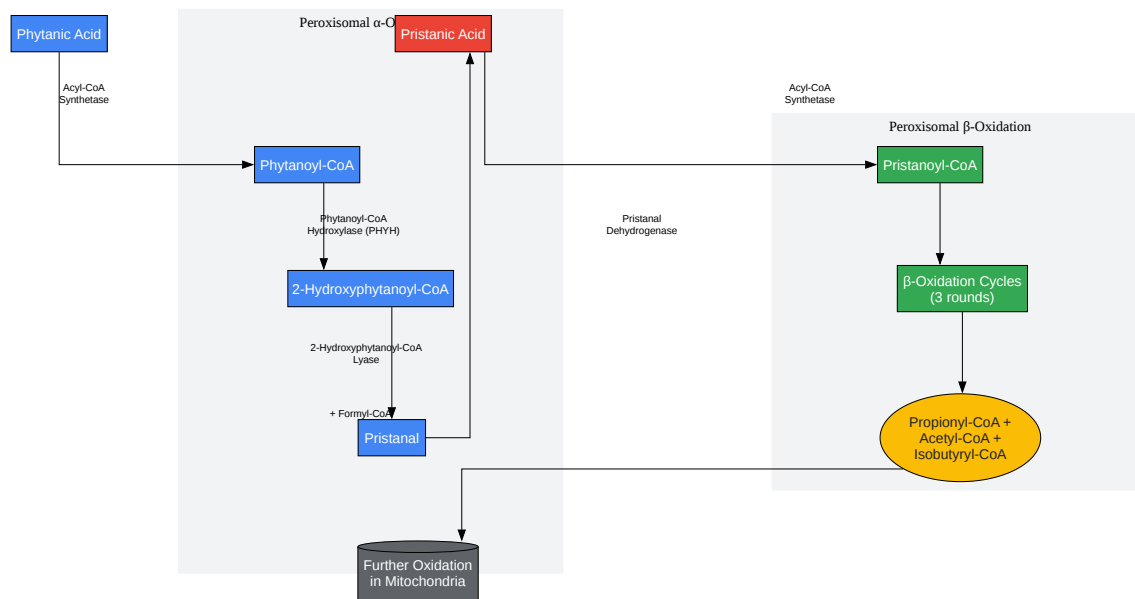 Phytanic Acid
Peroxisomal α-O
Pristanic Acid
Acyl-CoA
Synthetase
Acyl-CoA
Synthetase
Peroxisomal β-Oxidation
Phytanoyl-CoA
Pristanoyl-CoA
Phytanoyl-CoA
Hydroxylase (PHYH)
Pristanal
Dehydrogenase
2-Hydroxyphytanoyl-CoA
β-Oxidation Cycles
(3 rounds)
2-Hydroxyphytanoyl-CoA
Lyase
+ Formyl-CoA
Pristanal
Propionyl-CoA +
Acetyl-CoA +
Isobutyryl-CoA
Further Oxidation
in Mitochondria